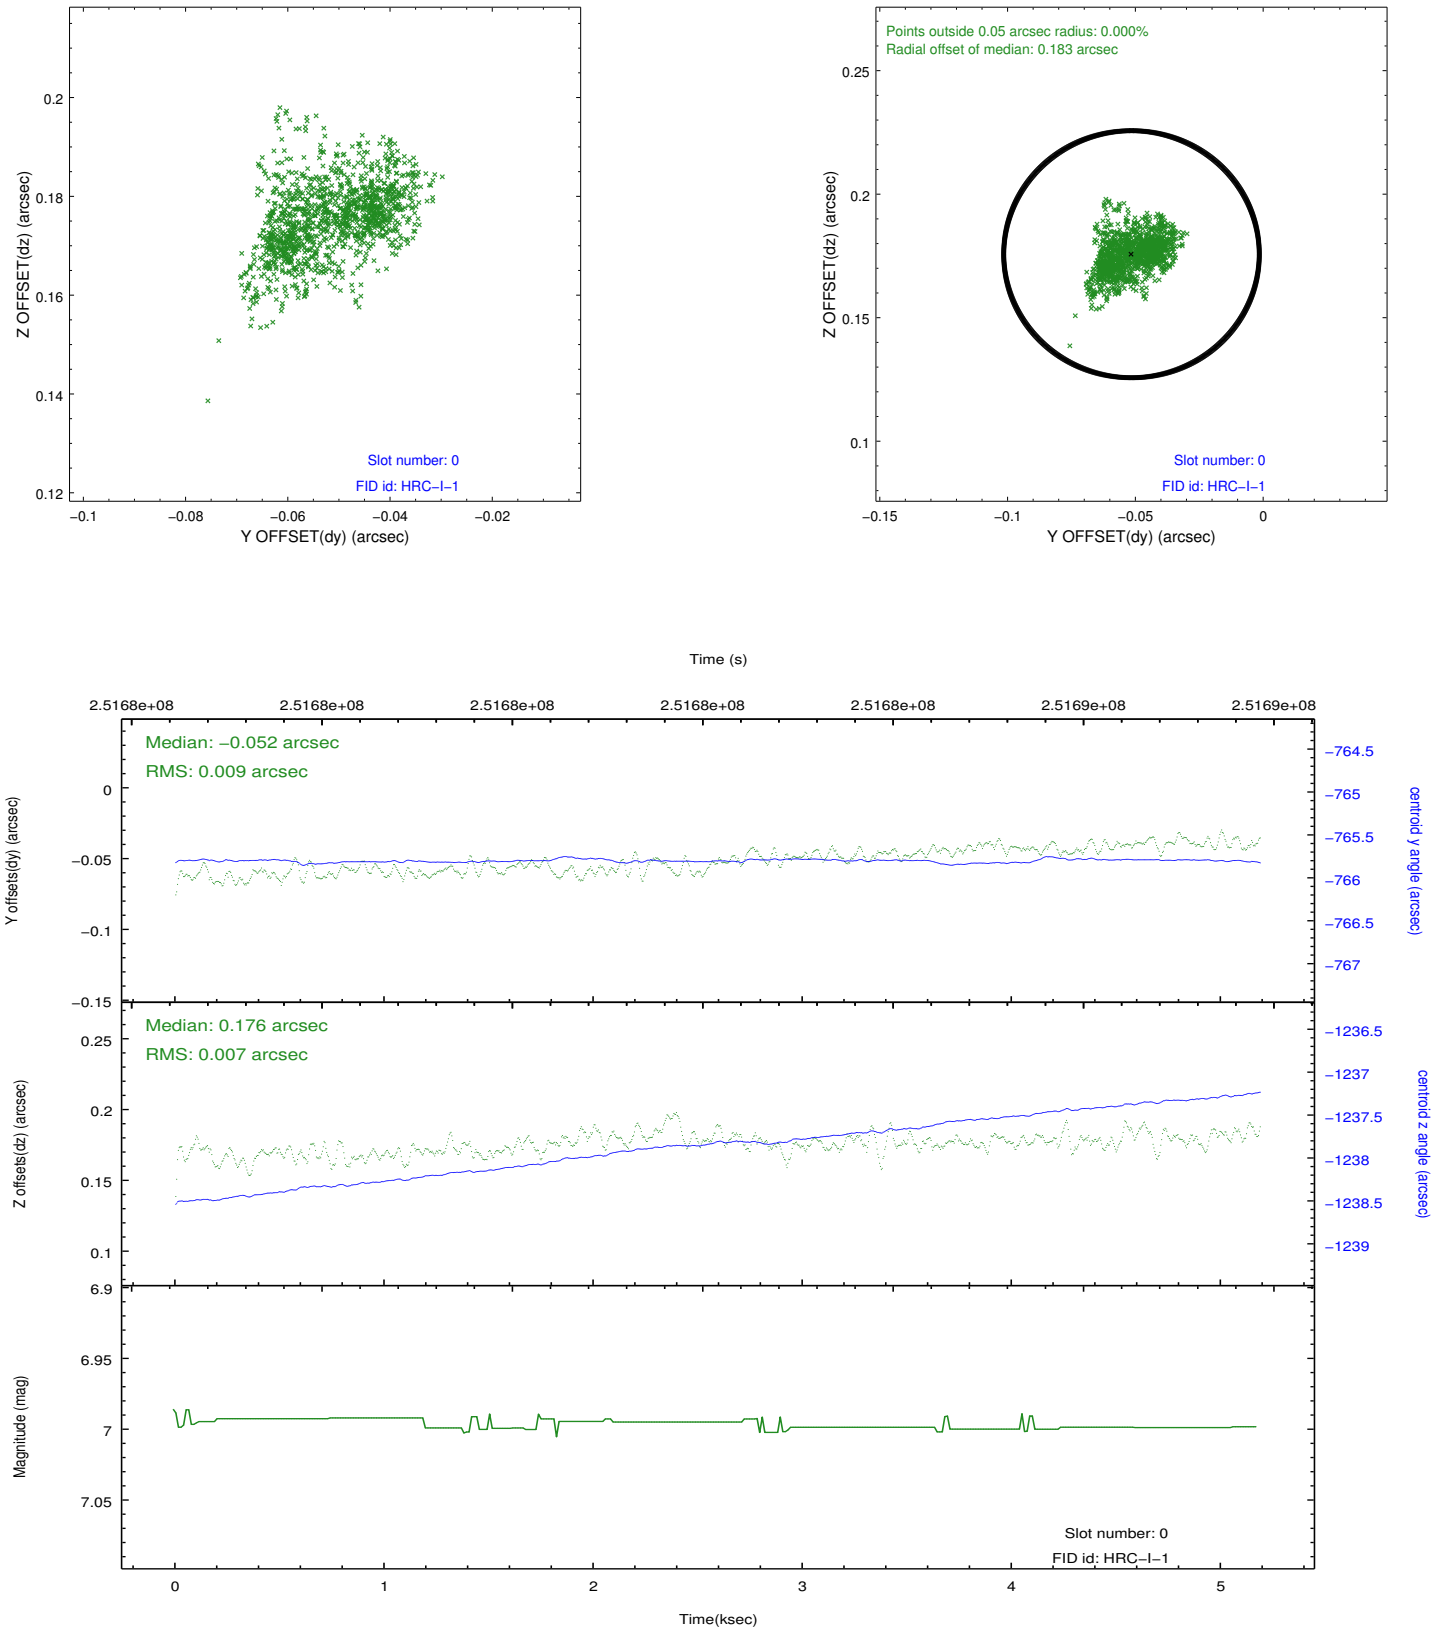 0.2
0.18
0.16
0.14
0.12
Z OFFSET(dz) (arcsec)
Slot number: 0
FID id: HRC−I−1
−0.1 −0.08 −0.06 −0.04 −0.02
Y OFFSET(dy) (arcsec)
Points outside 0.05 arcsec radius: 0.000%
Radial offset of median: 0.183 arcsec
0.25
0.2
0.15
0.1
Z OFFSET(dz) (arcsec)
Slot number: 0
FID id: HRC−I−1
−0.15 −0.1 −0.05 0
Y OFFSET(dy) (arcsec)
Time (s)
2.5168e+08 2.5168e+08 2.5168e+08 2.5168e+08 2.5168e+08 2.5169e+08 2.5169e+08
Median: −0.052 arcsec
RMS: 0.009 arcsec
0
−0.05
−0.1
−0.15
Y offsets(dy) (arcsec)
−764.5
−765
−765.5
−766
−766.5
−767
centroid y angle (arcsec)
Median: 0.176 arcsec
RMS: 0.007 arcsec
0.25
0.2
0.15
0.1
Z offsets(dz) (arcsec)
−1236.5
−1237
−1237.5
−1238
−1238.5
−1239
centroid z angle (arcsec)
6.9
6.95
7
7.05
Magnitude (mag)
Slot number: 0
FID id: HRC−I−1
0 1 2 3 4 5
Time(ksec)